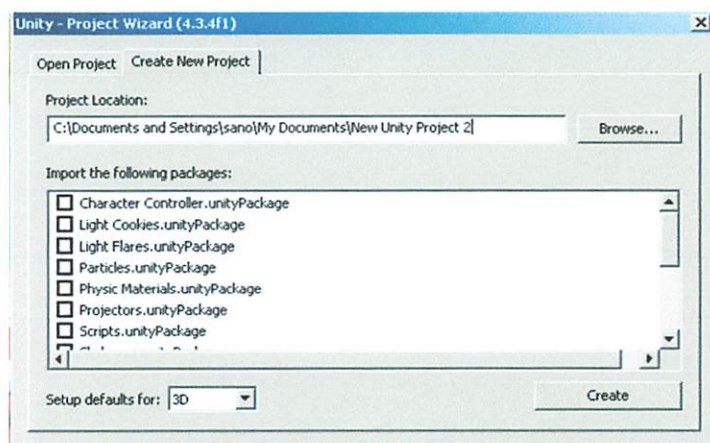 Unity - Project Wizard (4.3.4f1)
Open Project Create New Project
Project Location:
C:\Documents and Settings\sano\My Documents\New Unity Project 2
Browse...
Import the following packages:
Character Controller.unityPackage
Light Cookies.unityPackage
Light Flares.unityPackage
Particles.unityPackage
Physic Materials.unityPackage
Projectors.unityPackage
Scripts.unityPackage
Setup defaults for: 3D
Create